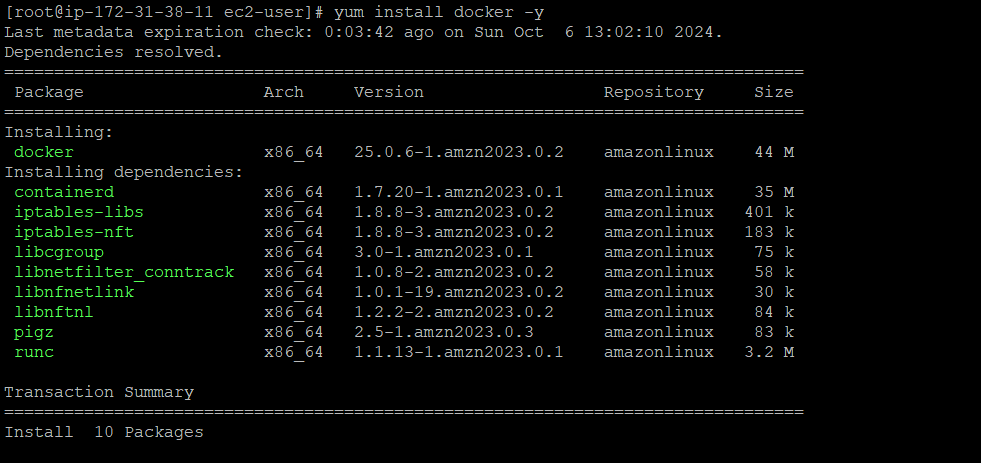 [root@ip-172-31-38-11 ec2-user]# yum install docker -y
Last metadata expiration check: 0:03:42 ago on Sun Oct  6 13:02:10 2024.
Dependencies resolved.
================================================================================
 Package                  Arch     Version                  Repository     Size
================================================================================
Installing:
 docker                   x86_64   25.0.6-1.amzn2023.0.2    amazonlinux    44 M
Installing dependencies:
 containerd               x86_64   1.7.20-1.amzn2023.0.1    amazonlinux    35 M
 iptables-libs            x86_64   1.8.8-3.amzn2023.0.2     amazonlinux   401 k
 iptables-nft             x86_64   1.8.8-3.amzn2023.0.2     amazonlinux   183 k
 libcgroup                x86_64   3.0-1.amzn2023.0.1       amazonlinux    75 k
 libnetfilter_conntrack   x86_64   1.0.8-2.amzn2023.0.2     amazonlinux    58 k
 libnfnetlink             x86_64   1.0.1-19.amzn2023.0.2    amazonlinux    30 k
 libnftnl                 x86_64   1.2.2-2.amzn2023.0.2     amazonlinux    84 k
 pigz                     x86_64   2.5-1.amzn2023.0.3       amazonlinux    83 k
 runc                     x86_64   1.1.13-1.amzn2023.0.1    amazonlinux   3.2 M

Transaction Summary
================================================================================
Install  10 Packages